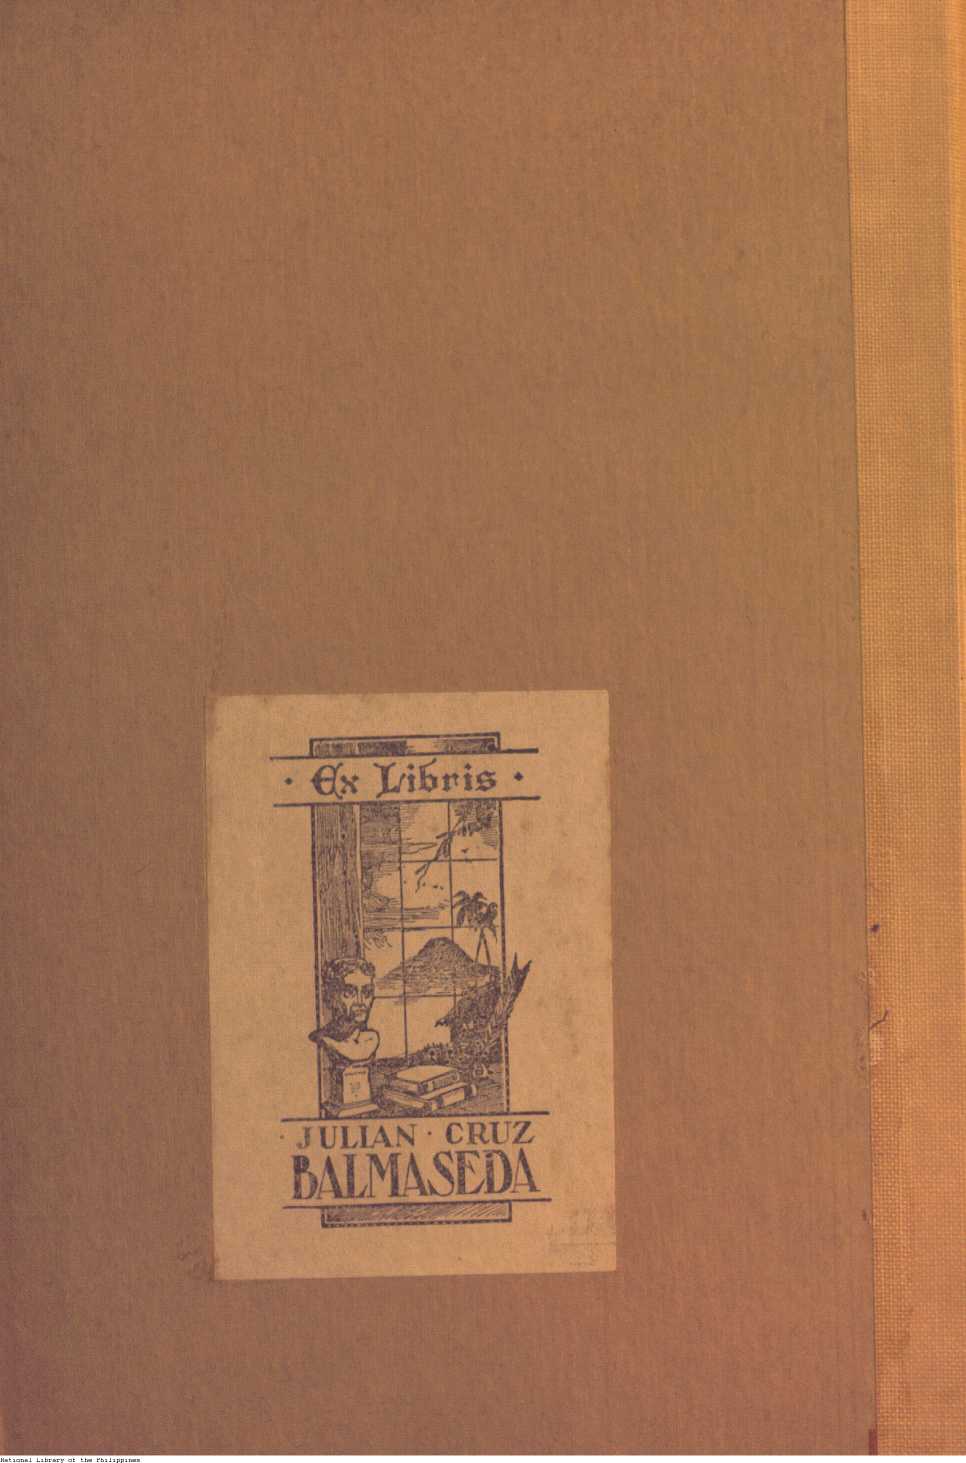 · Ex Libris ·
· JULIAN · CRUZ
BALMASEDA
National Library of the Philippines